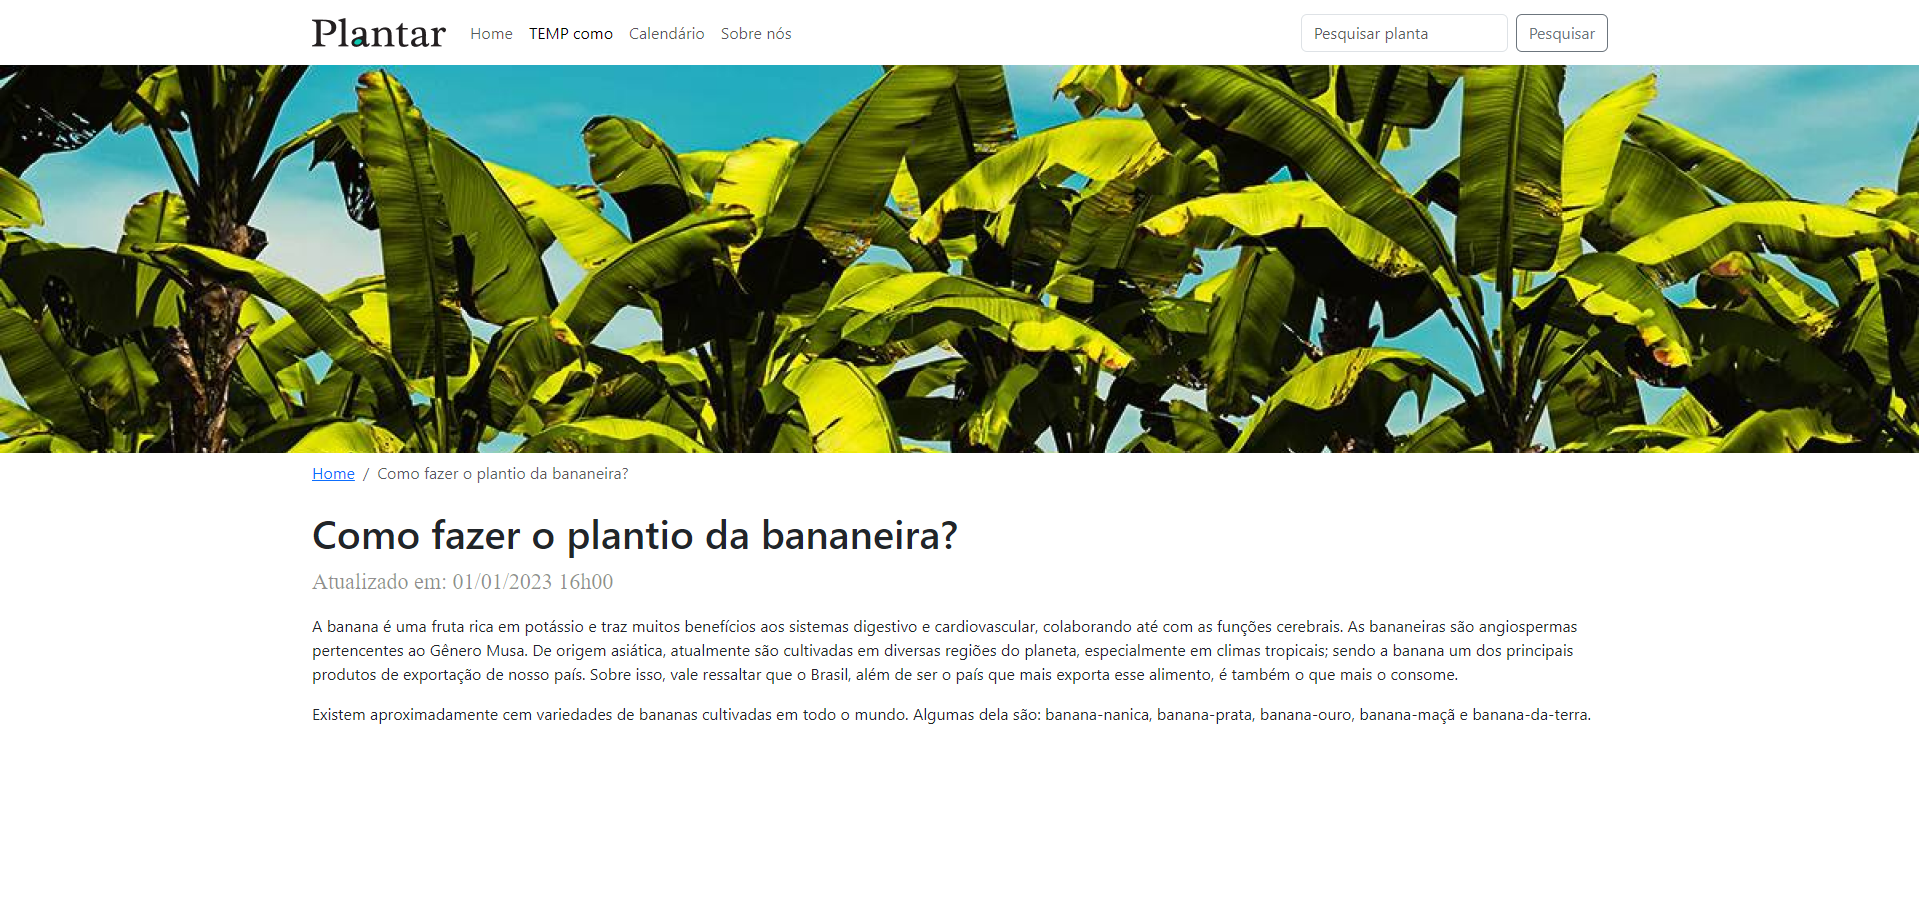 Plantar Home TEMP como Calendário Sobre nós Pesquisar planta Pesquisar
Home / Como fazer o plantio da bananeira?
Como fazer o plantio da bananeira?
Atualizado em: 01/01/2023 16h00
A banana é uma fruta rica em potássio e traz muitos benefícios aos sistemas digestivo e cardiovascular, colaborando até com as funções cerebrais. As bananeiras são angiospermas
pertencentes ao Gênero Musa. De origem asiática, atualmente são cultivadas em diversas regiões do planeta, especialmente em climas tropicais; sendo a banana um dos principais
produtos de exportação de nosso país. Sobre isso, vale ressaltar que o Brasil, além de ser o país que mais exporta esse alimento, é também o que mais o consome.
Existem aproximadamente cem variedades de bananas cultivadas em todo o mundo. Algumas dela são: banana-nanica, banana-prata, banana-ouro, banana-maçã e banana-da-terra.